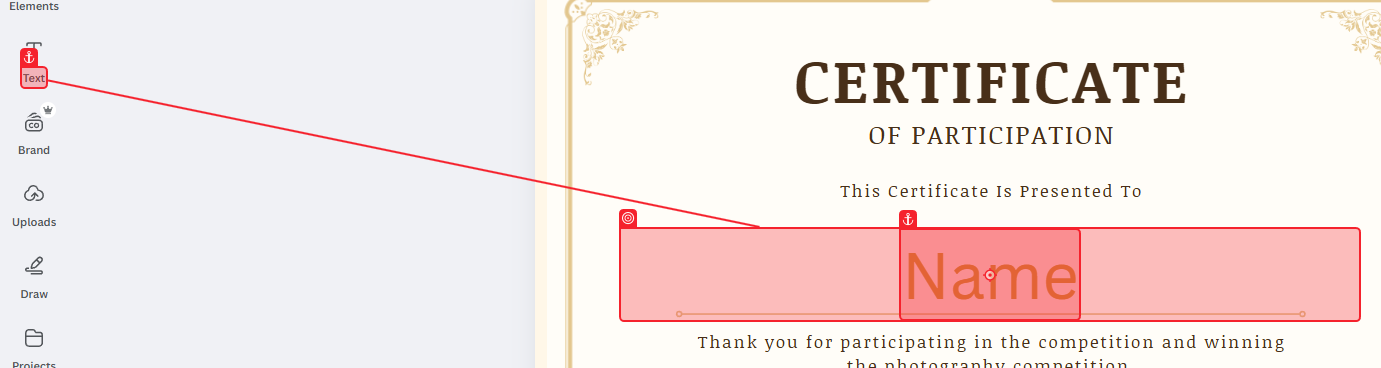 Elements
Text
Brand
Uploads
Draw
Projects
CERTIFICATE
OF PARTICIPATION
This Certificate Is Presented To
Name
Thank you for participating in the competition and winning
the photography competition